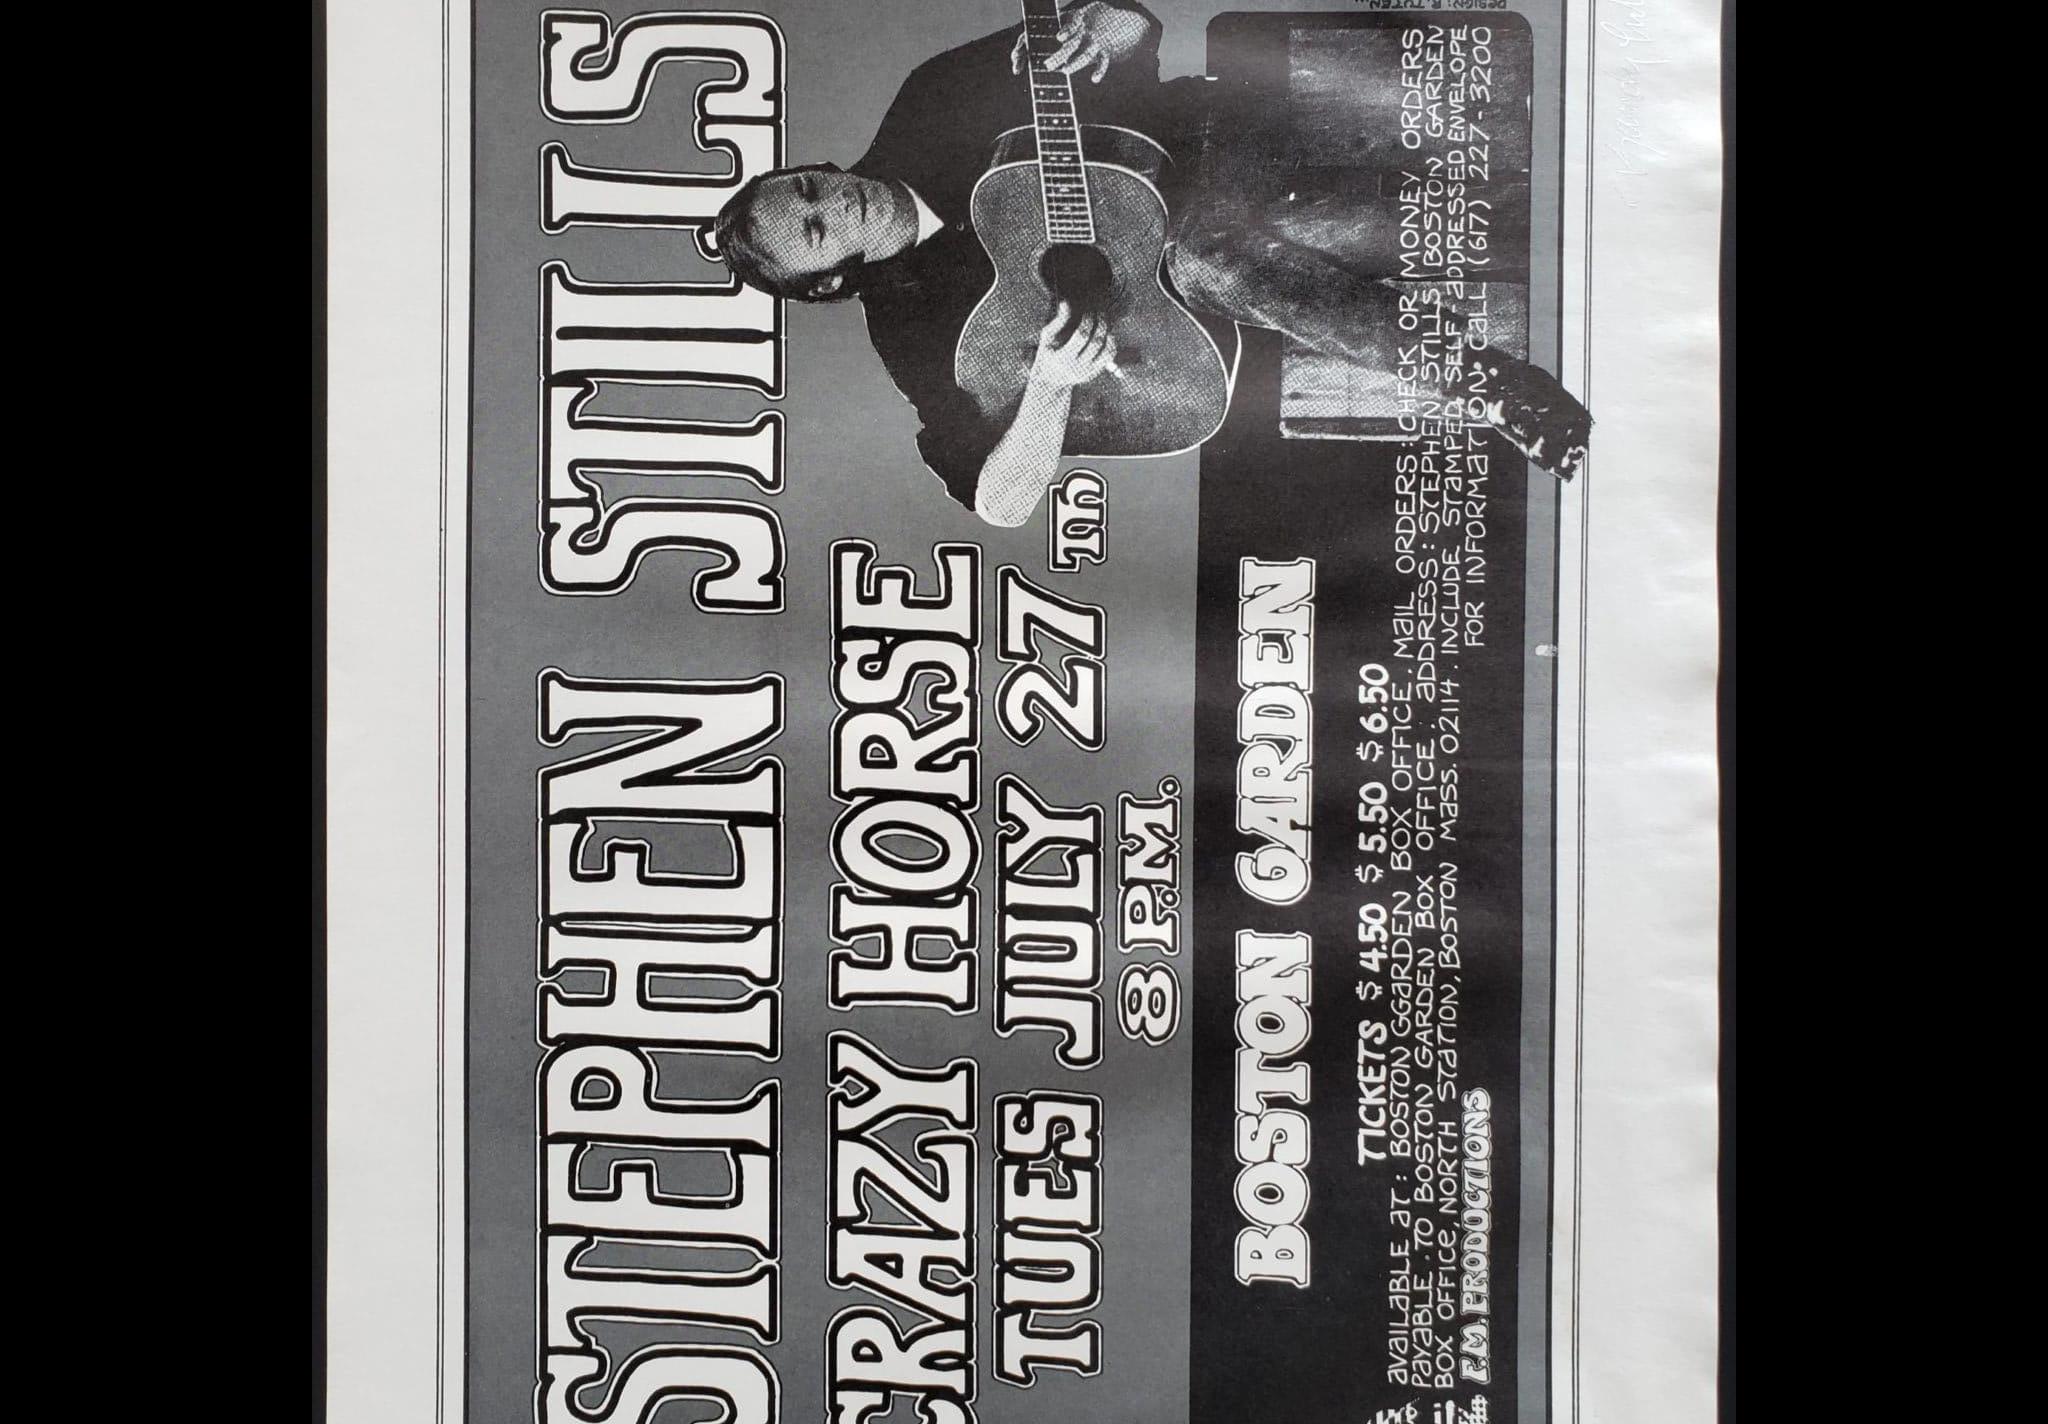 STEPHEN STILLS
CRAZY HORSE
TUES JULY 27TH
8 P.M.
BOSTON GARDEN
TICKETS $4.50 $5.50 $6.50
AVAILABLE AT: BOSTON GGARDEN BOX OFFICE. MAIL ORDERS: CHECK OR MONEY ORDERS
PAYABLE. TO BOSTON GARDEN BOX OFFICE. ADDRESS: STEPHEN STILLS BOSTON GARDEN
BOX OFFICE, NORTH STATION, BOSTON MASS. 02114. INCLUDE STAMPED SELF ADDRESSED ENVELOPE
F.M. PRODUCTIONS FOR INFORMATION: CALL (617) 227-3200
DESIGN: R. TUTEN